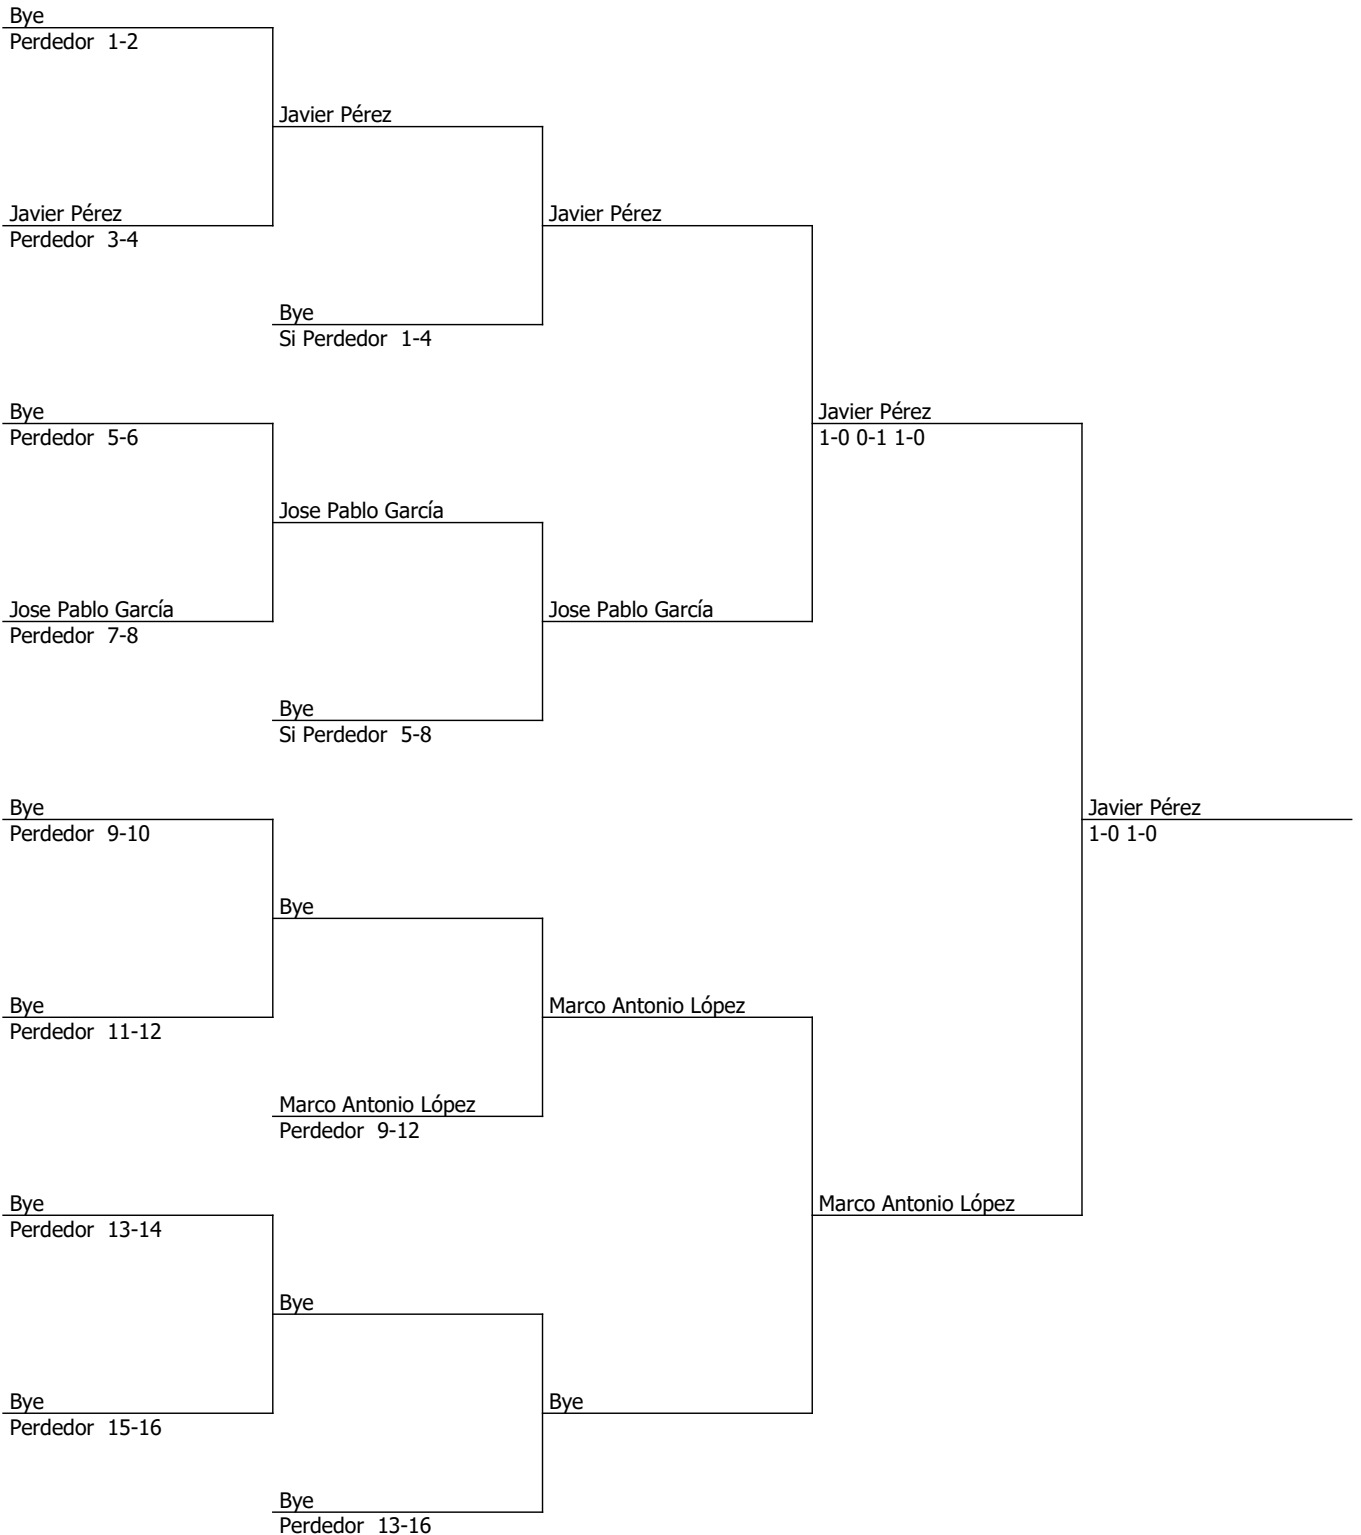 Bye
Perdedor 1-2
Javier Pérez
Javier Pérez
Perdedor 3-4
Javier Pérez
Bye
Si Perdedor 1-4
Bye
Perdedor 5-6
Javier Pérez
1-0 0-1 1-0
Jose Pablo García
Jose Pablo García
Perdedor 7-8
Jose Pablo García
Bye
Si Perdedor 5-8
Bye
Perdedor 9-10
Javier Pérez
1-0 1-0
Bye
Bye
Perdedor 11-12
Marco Antonio López
Marco Antonio López
Perdedor 9-12
Bye
Perdedor 13-14
Marco Antonio López
Bye
Bye
Perdedor 15-16
Bye
Bye
Perdedor 13-16